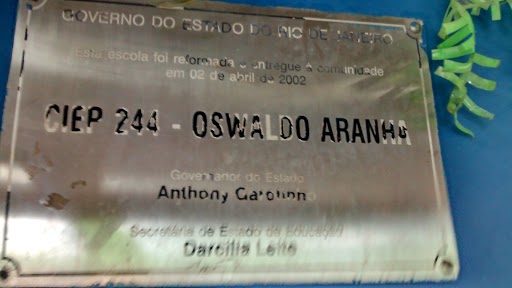 GOVERNO DO ESTADO DO RIO DE JANEIRO
Esta escola foi reformada e entregue à comunidade
em 02 de abril de 2002
CIEP 244 - OSWALDO ARANHA
Governador do Estado
Anthony Garotinho
Secretária de Estado da Educação
Darcília Leite